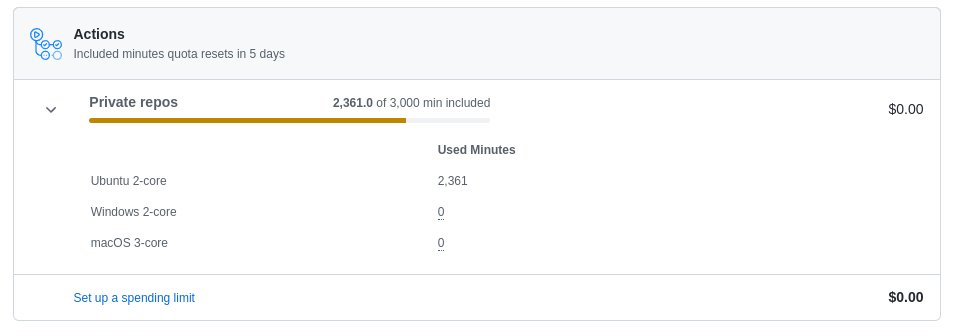 Actions
Included minutes quota resets in 5 days
Private repos 2,361.0 of 3,000 min included $0.00
Used Minutes
Ubuntu 2-core 2,361
Windows 2-core 0
macOS 3-core 0
Set up a spending limit $0.00